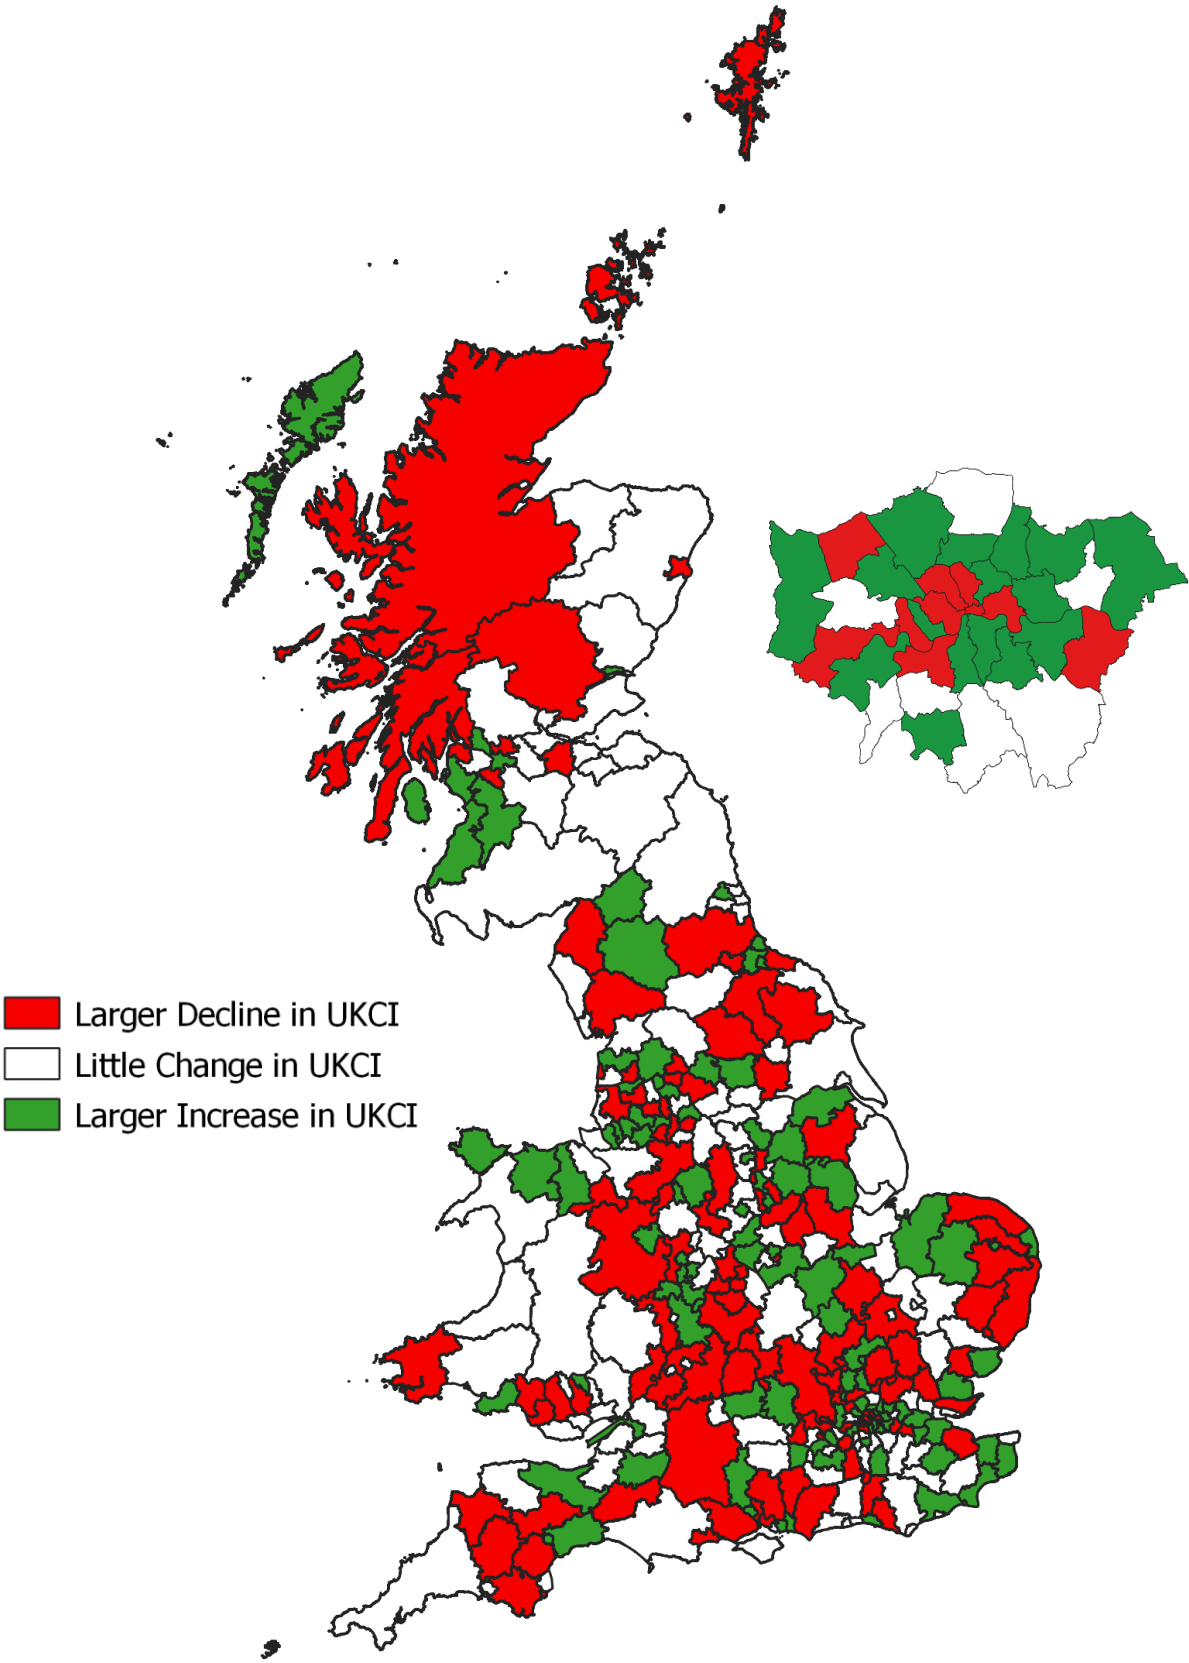 Larger Decline in UKCI
Little Change in UKCI
Larger Increase in UKCI